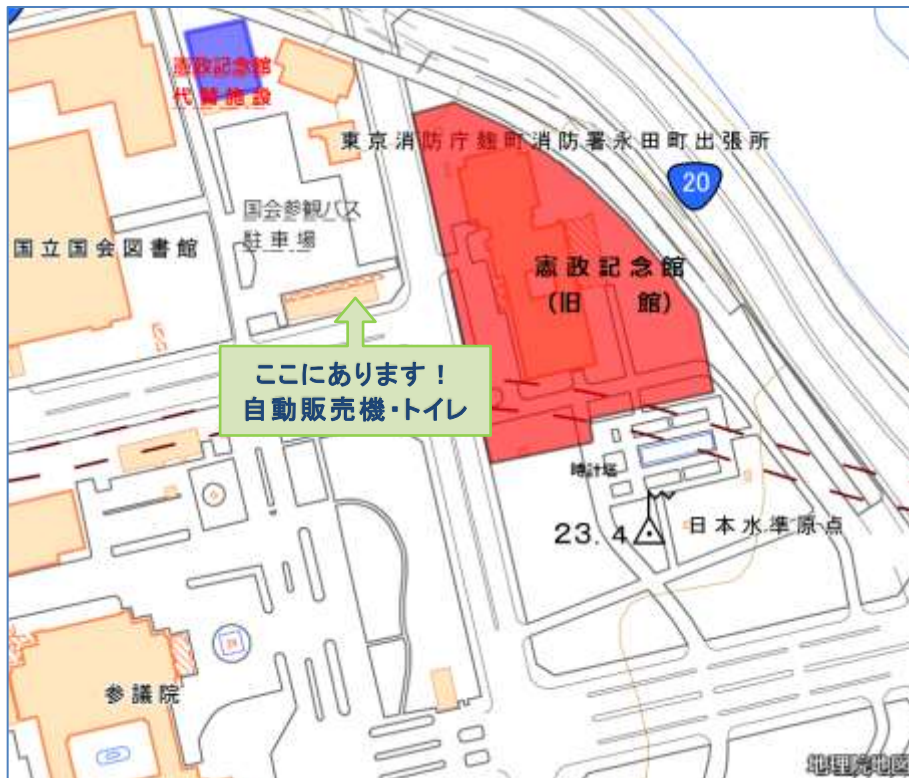 憲政記念館
代替施設
東京消防庁麹町消防署永田町出張所
20
国会参観バス
駐車場
国立国会図書館
憲政記念館
(旧 館)
ここにあります！
自動販売機・トイレ
時計塔
23.4
日本水準原点
参議院
地理院地図